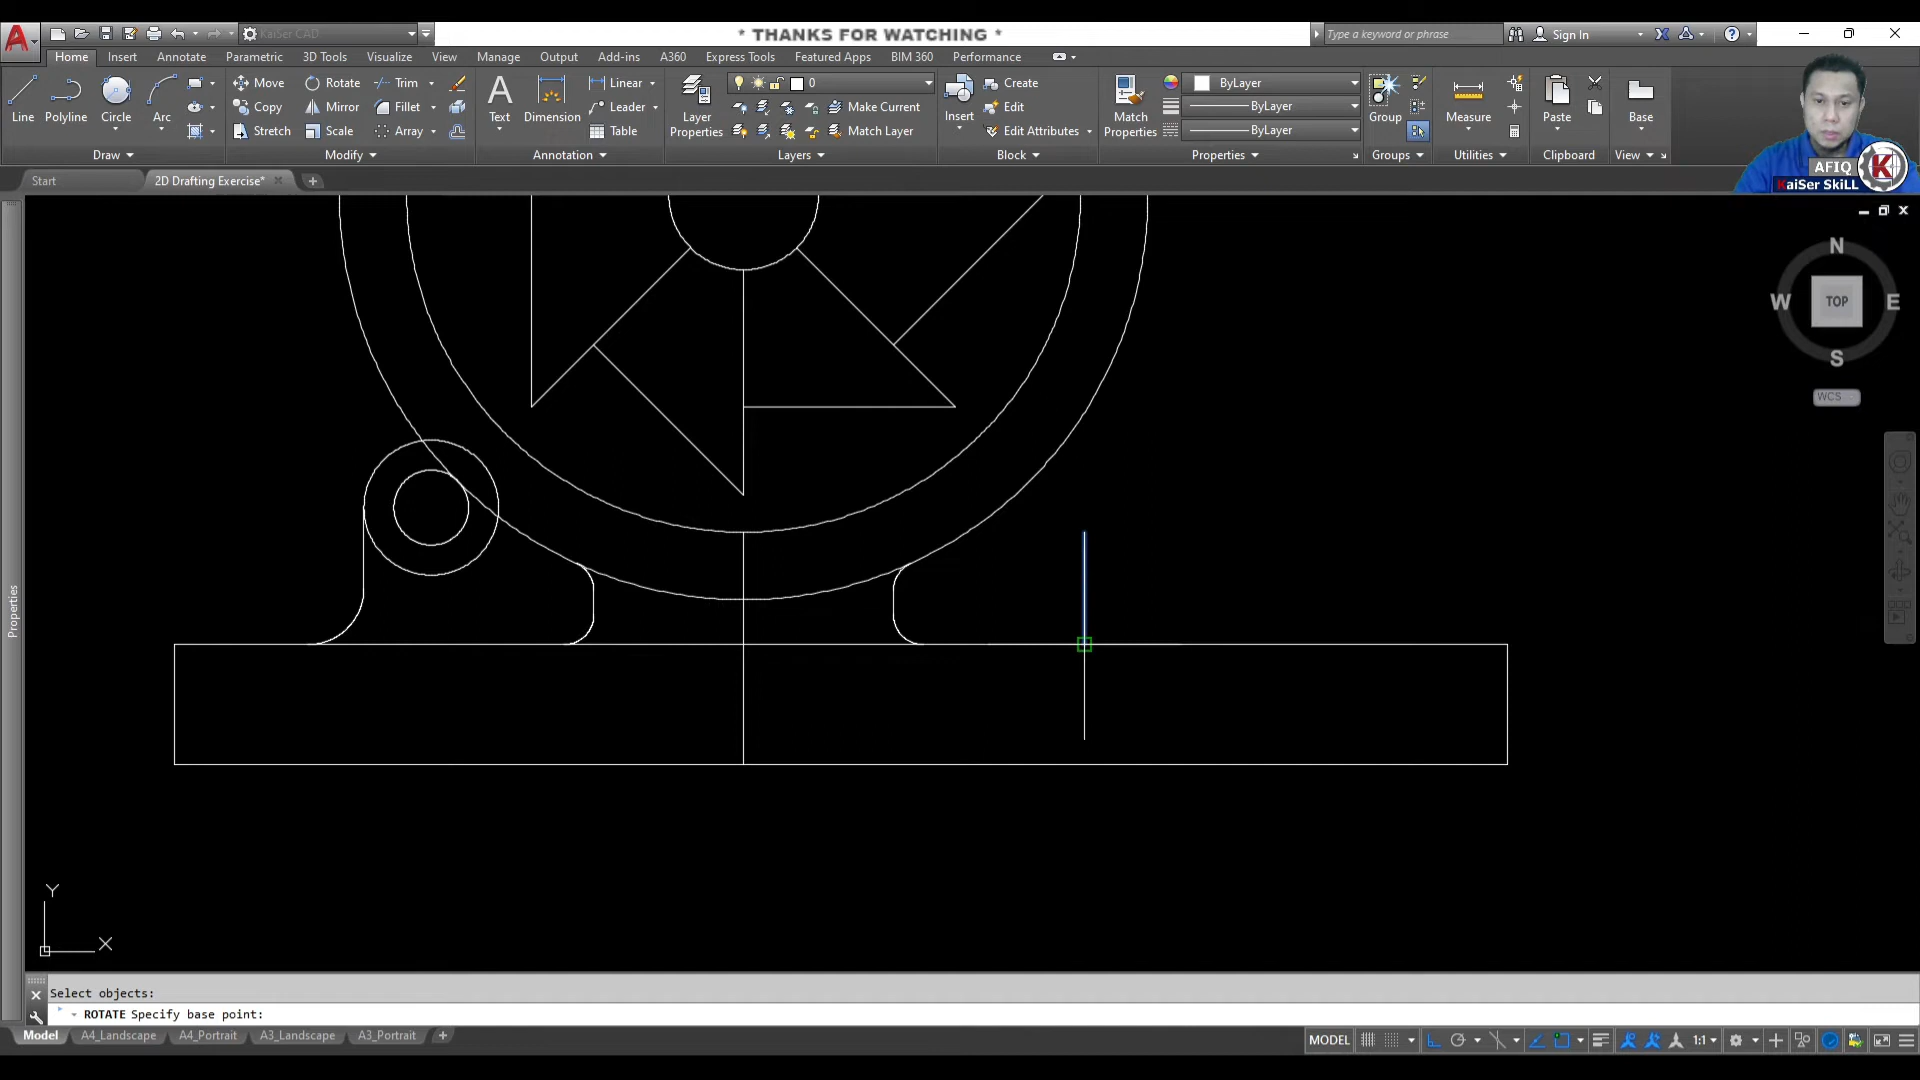 KaiSer CAD
* THANKS FOR WATCHING *
Type a keyword or phrase
Sign In
Home Insert Annotate Parametric 3D Tools Visualize View Manage Output Add-ins A360 Express Tools Featured Apps BIM 360 Performance
Line
Polyline
Circle
Arc
Draw
Move
Rotate
Trim
Copy
Mirror
Fillet
Stretch
Scale
Array
Modify
Text
Dimension
Linear
Leader
Table
Annotation
Layer
Properties
0
Make Current
Match Layer
Layers
Insert
Create
Edit
Edit Attributes
Block
Match
Properties
ByLayer
ByLayer
ByLayer
Properties
Group
Groups
Measure
Utilities
Paste
Clipboard
Base
View
AFIQ
K
KaiSer SkiLL
Start
2D Drafting Exercise*
N
W
TOP
E
S
WCS
Properties
Y
X
Select objects:
ROTATE Specify base point:
Model A4_Landscape A4_Portrait A3_Landscape A3_Portrait
MODEL
1:1